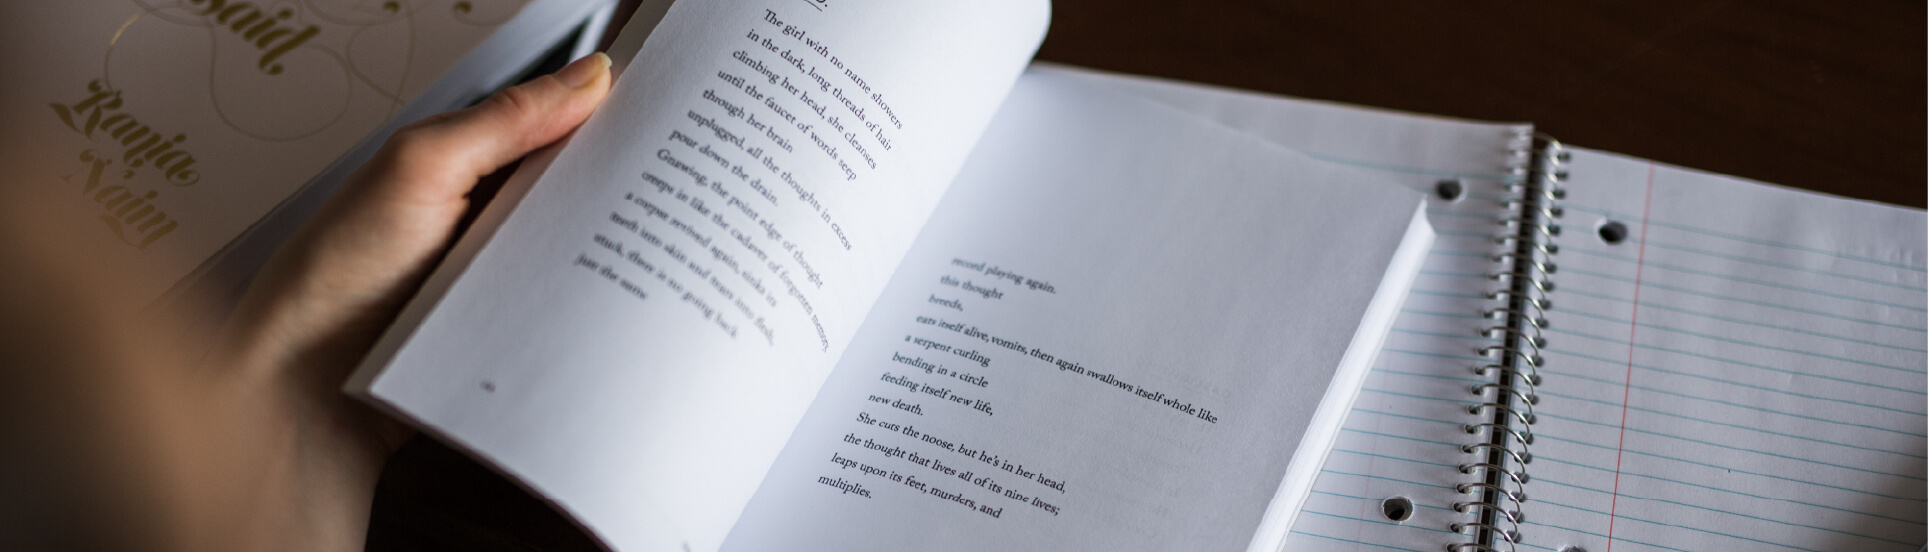 said
Rania
Naim
The girl with no name showers
in the dark, long threads of hair
climbing her head, she cleanses
until the faucet of words seep
through her brain
unplugged, all the thoughts in excess
pour down the drain.
Gnawing, the point edge of thought
creeps in like the cadaver of forgotten memory,
a corpse revived again, sinks its
teeth into skin and tears into flesh,
stuck, there is no going back
just the same
record playing again.
this thought
breeds,
eats itself alive, vomits, then again swallows itself whole like
a serpent curling
bending in a circle
feeding itself new life,
new death.
She cuts the noose, but he's in her head,
the thought that lives all of its nine lives;
leaps upon its feet, murders, and
multiplies.